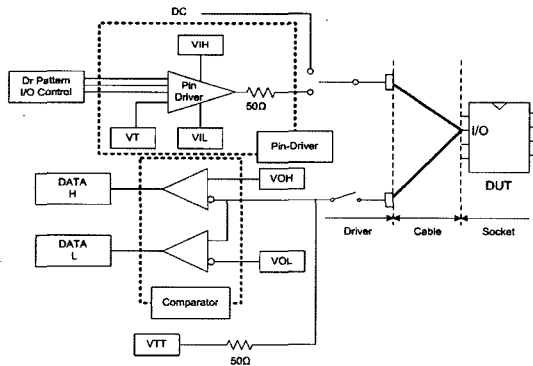 DC
VIH
Dr Pattern
I/O Control
Pin
Driver
50Ω
VT
VIL
Pin-Driver
I/O
DUT
DATA
H
VOH
DATA
L
VOL
Driver
Cable
Socket
Comparator
VTT
50Ω